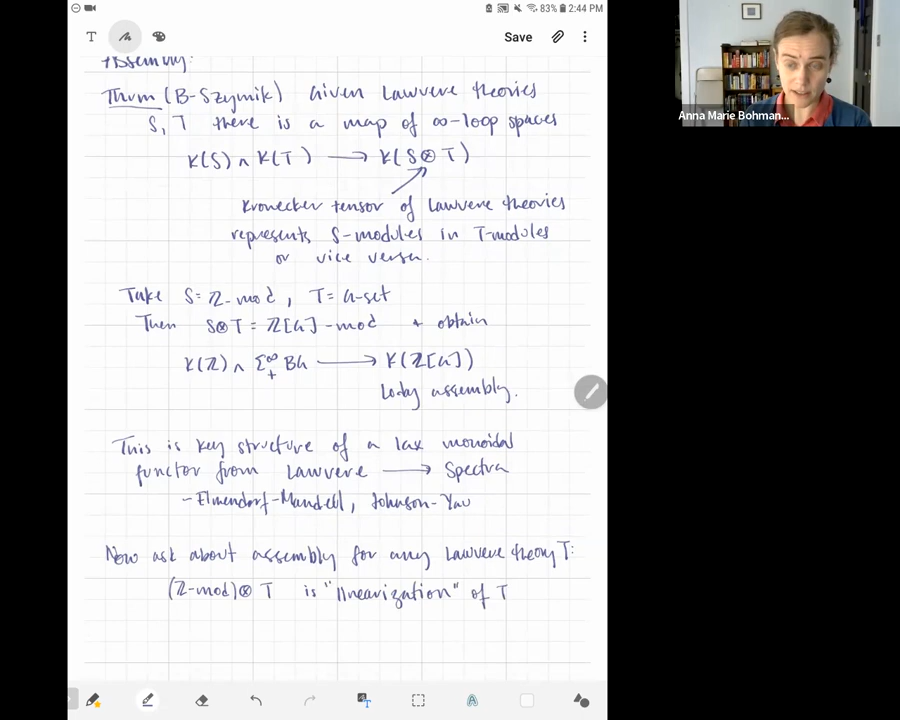 83% 2:44 PM
T Save
Assembly:
Thrm (B-Szymik) Given Lawvere theories
S, T there is a map of ∞-loop spaces
K(S) ∧ K(T) → K(S⊗T)
Kronecker tensor of Lawvere theories
represents S-modules in T-modules
or vice versa.
Take S = ℤ-mod, T = G-set
Then S⊗T = ℤ[G]-mod + obtain
K(ℤ) ∧ Σ^∞_+ BG → K(ℤ[G])
Loday assembly.
This is key structure of a lax monoidal
functor from Lawvere → Spectra
- Elmendorf-Mandell, Johnson-Yau
Now ask about assembly for any Lawvere theory T:
(ℤ-mod)⊗ T is "linearization" of T
Anna Marie Bohman...